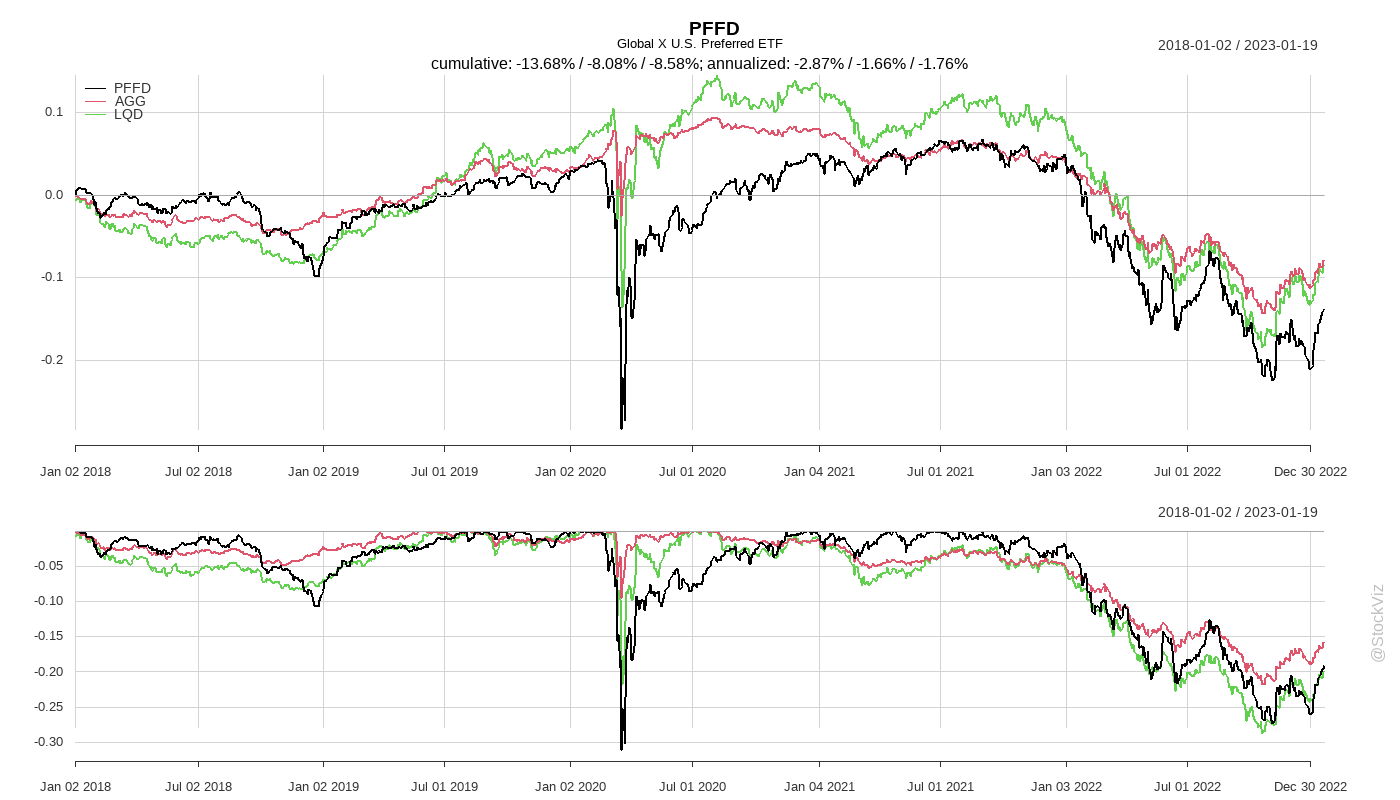 PFFD
Global X U.S. Preferred ETF
2018-01-02 / 2023-01-19
cumulative: -13.68% / -8.08% / -8.58%; annualized: -2.87% / -1.66% / -1.76%
PFFD
AGG
LQD
0.1
0.0
-0.1
-0.2
Jan 02 2018 Jul 02 2018 Jan 02 2019 Jul 01 2019 Jan 02 2020 Jul 01 2020 Jan 04 2021 Jul 01 2021 Jan 03 2022 Jul 01 2022 Dec 30 2022
2018-01-02 / 2023-01-19
-0.05
-0.10
-0.15
-0.20
-0.25
-0.30
Jan 02 2018 Jul 02 2018 Jan 02 2019 Jul 01 2019 Jan 02 2020 Jul 01 2020 Jan 04 2021 Jul 01 2021 Jan 03 2022 Jul 01 2022 Dec 30 2022
@StockViz